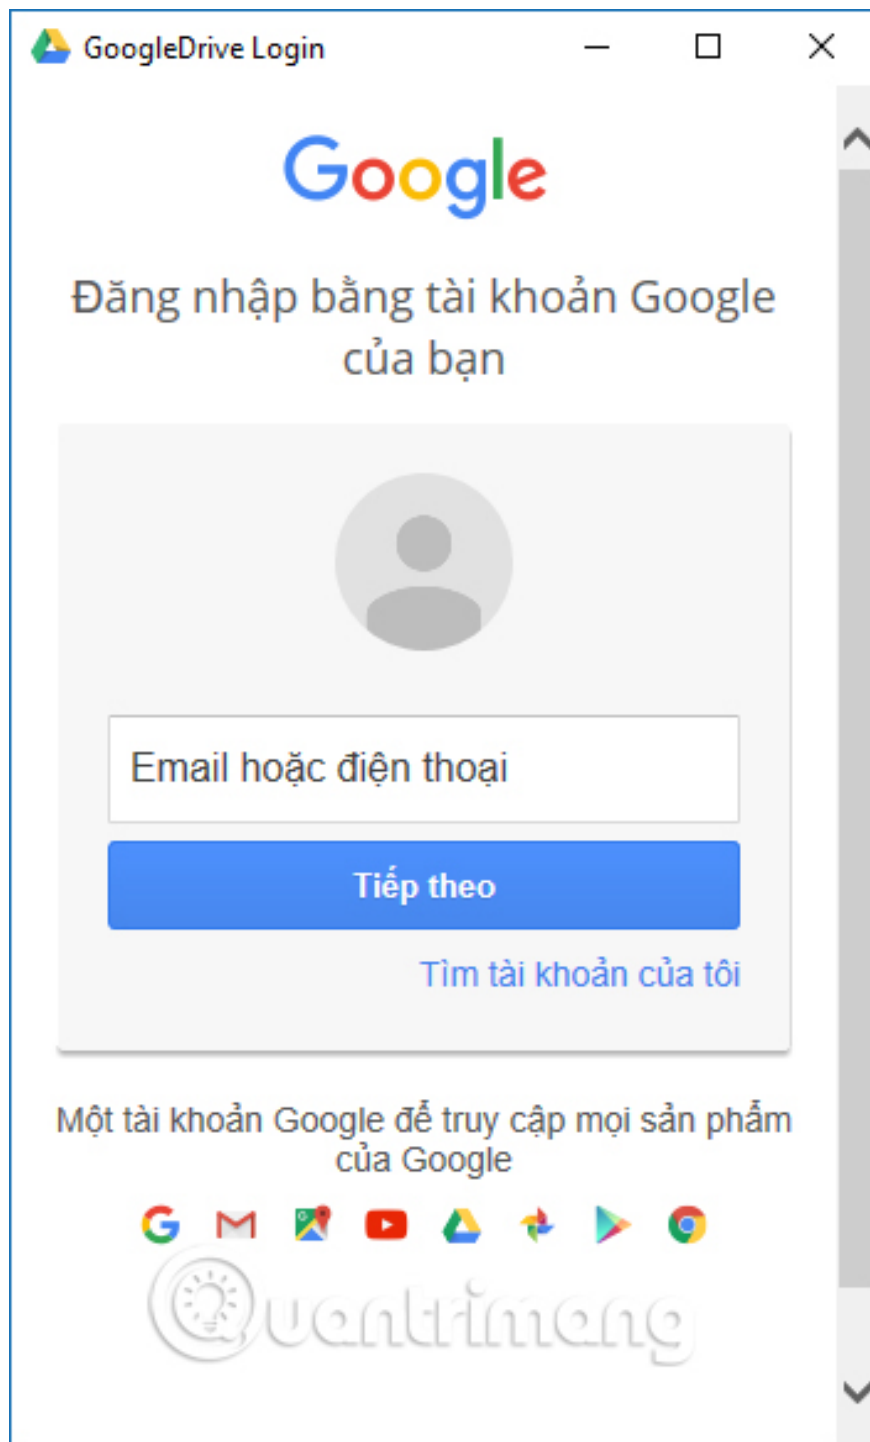 GoogleDrive Login
Google
Đăng nhập bằng tài khoản Google
của bạn
Email hoặc điện thoại
Tiếp theo
Tìm tài khoản của tôi
Một tài khoản Google để truy cập mọi sản phẩm
của Google
Quantrimang